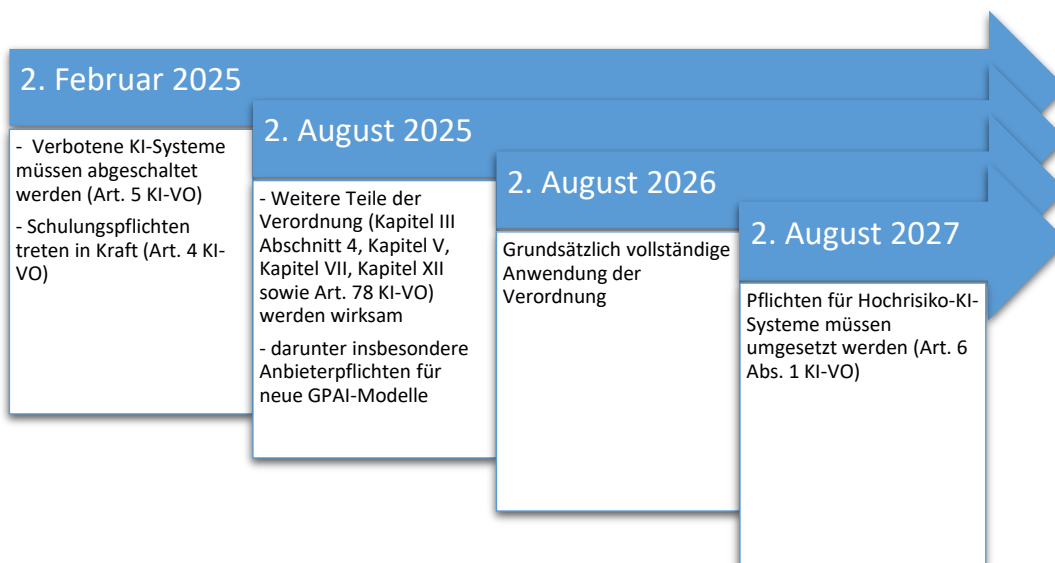 2. Februar 2025
- Verbotene KI-Systeme
müssen abgeschaltet
werden (Art. 5 KI-VO)
- Schulungspflichten
treten in Kraft (Art. 4 KI-
VO)
2. August 2025
- Weitere Teile der
Verordnung (Kapitel III
Abschnitt 4, Kapitel V,
Kapitel VII, Kapitel XII
sowie Art. 78 KI-VO)
werden wirksam
- darunter insbesondere
Anbieterpflichten für
neue GPAI-Modelle
2. August 2026
Grundsätzlich vollständige
Anwendung der
Verordnung
2. August 2027
Pflichten für Hochrisiko-KI-
Systeme müssen
umgesetzt werden (Art. 6
Abs. 1 KI-VO)